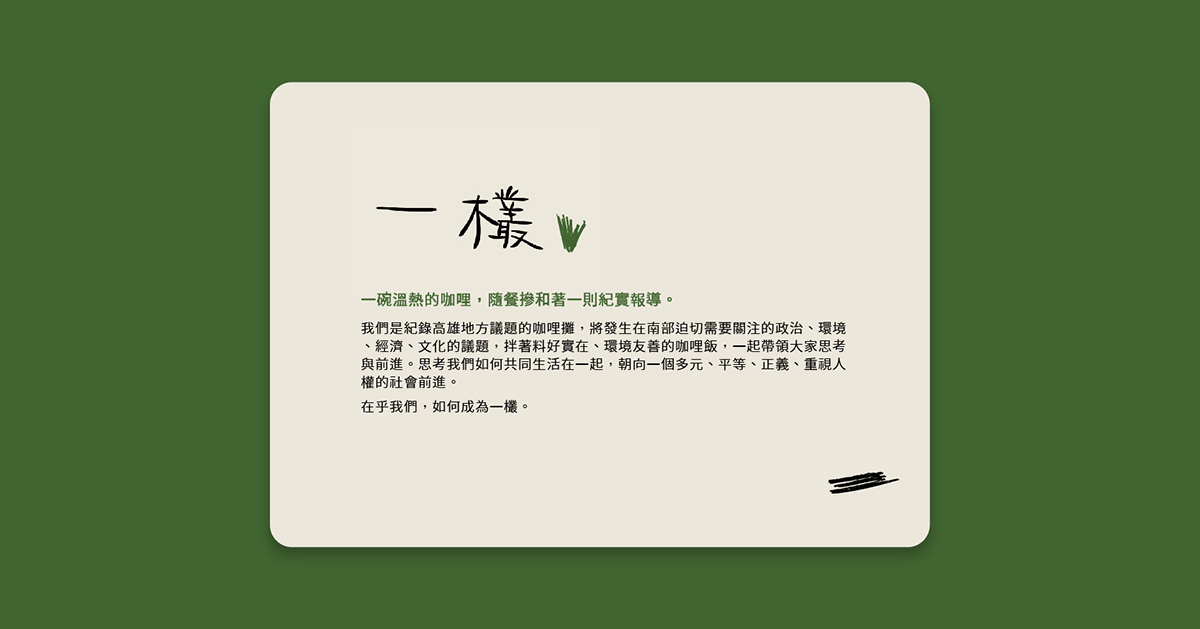 一欉
一碗溫熱的咖哩，隨餐摻和著一則紀實報導。
我們是紀錄高雄地方議題的咖哩攤，將發生在南部迫切需要關注的政治、環境
、經濟、文化的議題，拌著料好實在、環境友善的咖哩飯，一起帶領大家思考
與前進。思考我們如何共同生活在一起，朝向一個多元、平等、正義、重視人
權的社會前進。
在乎我們，如何成為一欉。